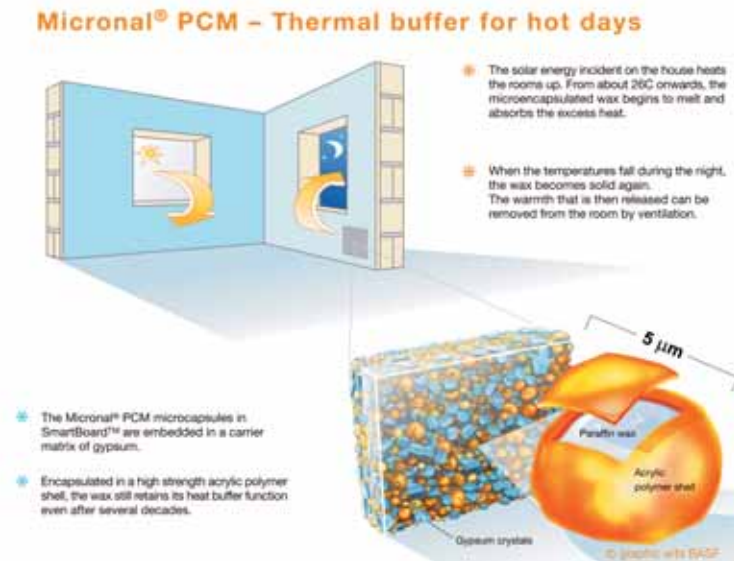 Micronal® PCM – Thermal buffer for hot days
The solar energy incident on the house heats
the rooms up. From about 26C onwards, the
microencapsulated wax begins to melt and
absorbs the excess heat.
When the temperatures fall during the night,
the wax becomes solid again.
The warmth that is then released can be
removed from the room by ventilation.
5 µm
The Micronal® PCM microcapsules in
SmartBoard™ are embedded in a carrier
matrix of gypsum.
Encapsulated in a high strength acrylic polymer
shell, the wax still retains its heat buffer function
even after several decades.
Paraffin wax
Acrylic
polymer shell
Gypsum crystals
© graphic arts BASF